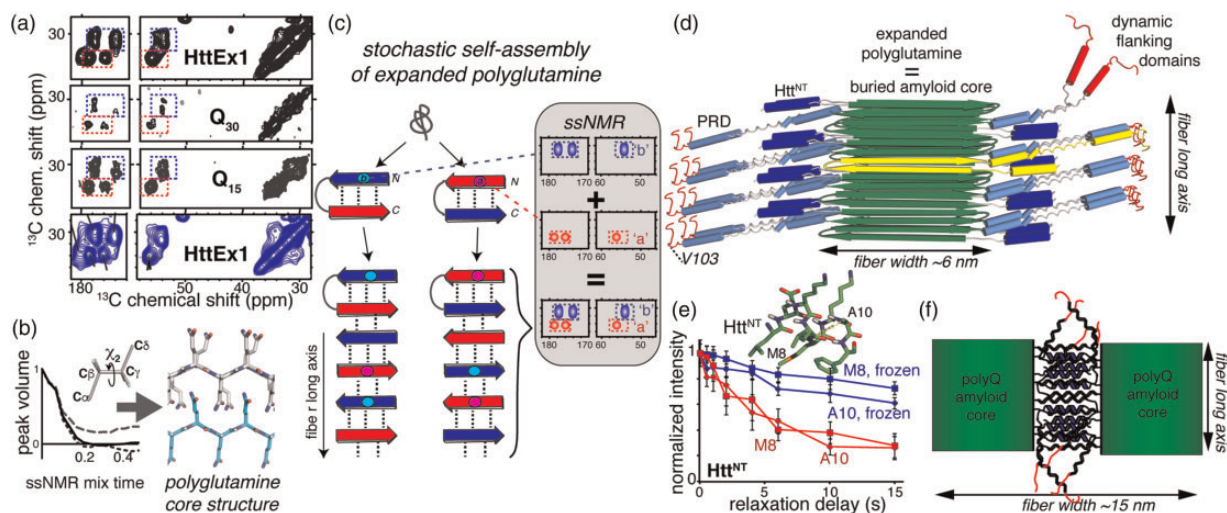 (a)
30
HttEx1
30
Q30
30
Q15
HttEx1
30
180 50 30
13C chem. shift (ppm)
13C chemical shift (ppm)
(b)
1
0
peak volume
0.2 0.4
ssNMR mix time
Cδ
χ2
Cβ Cγ
Cα
polyglutamine
core structure
(c)
stochastic self-assembly
of expanded polyglutamine
N
C
N
C
fiber long axis
ssNMR
'b'
180 170 60 50
+
'a'
180 170 60 50
=
'b'
'a'
180 170 60 50
(d)
expanded
polyglutamine
=
buried amyloid core
dynamic
flanking
domains
HttNT
PRD
V103
fiber width ~6 nm
fiber long axis
(e)
HttNT
A10
M8
M8, frozen
A10, frozen
M8
A10
HttNT
1
0
normalized intensity
0 5 10 15
relaxation delay (s)
(f)
polyQ
amyloid
core
polyQ
amyloid
core
fiber long axis
fiber width ~15 nm